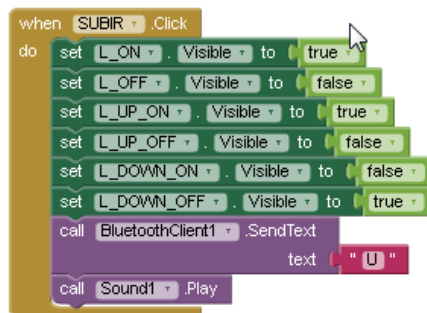 when SUBIR .Click
do set L_ON . Visible to true
set L_OFF . Visible to false
set L_UP_ON . Visible to true
set L_UP_OFF . Visible to false
set L_DOWN_ON . Visible to false
set L_DOWN_OFF . Visible to true
call BluetoothClient1 .SendText
text " U "
call Sound1 .Play